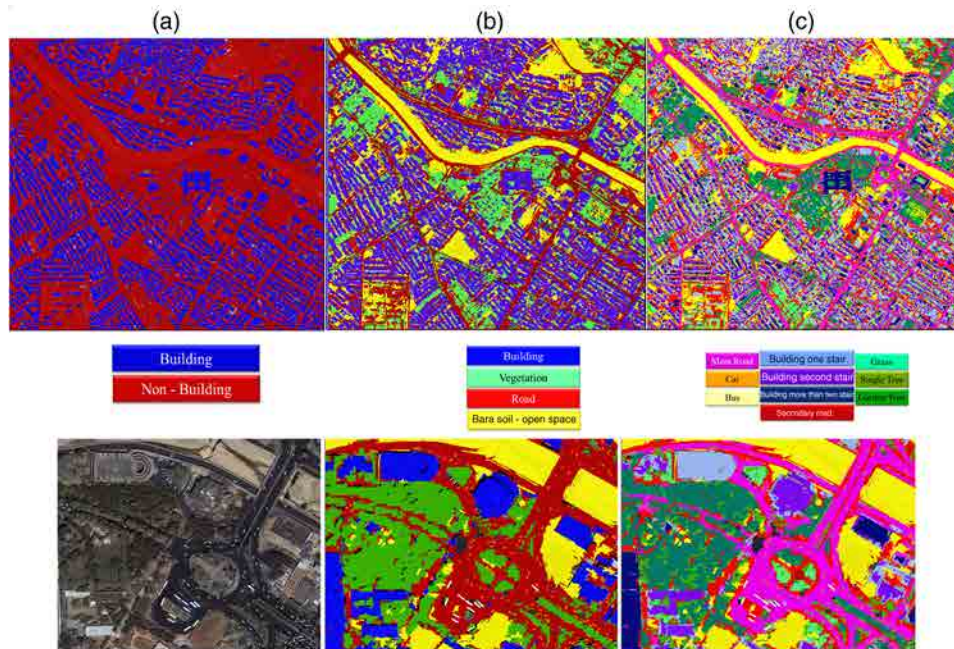 (a)
(b)
(c)
Building
Non - Building
Building
Vegetation
Road
Bara soil - open space
Main Road
Building one stair
Grass
Car
Building second stair
Single Tree
Bus
Building more than two stair
Garden Tree
Secondary road